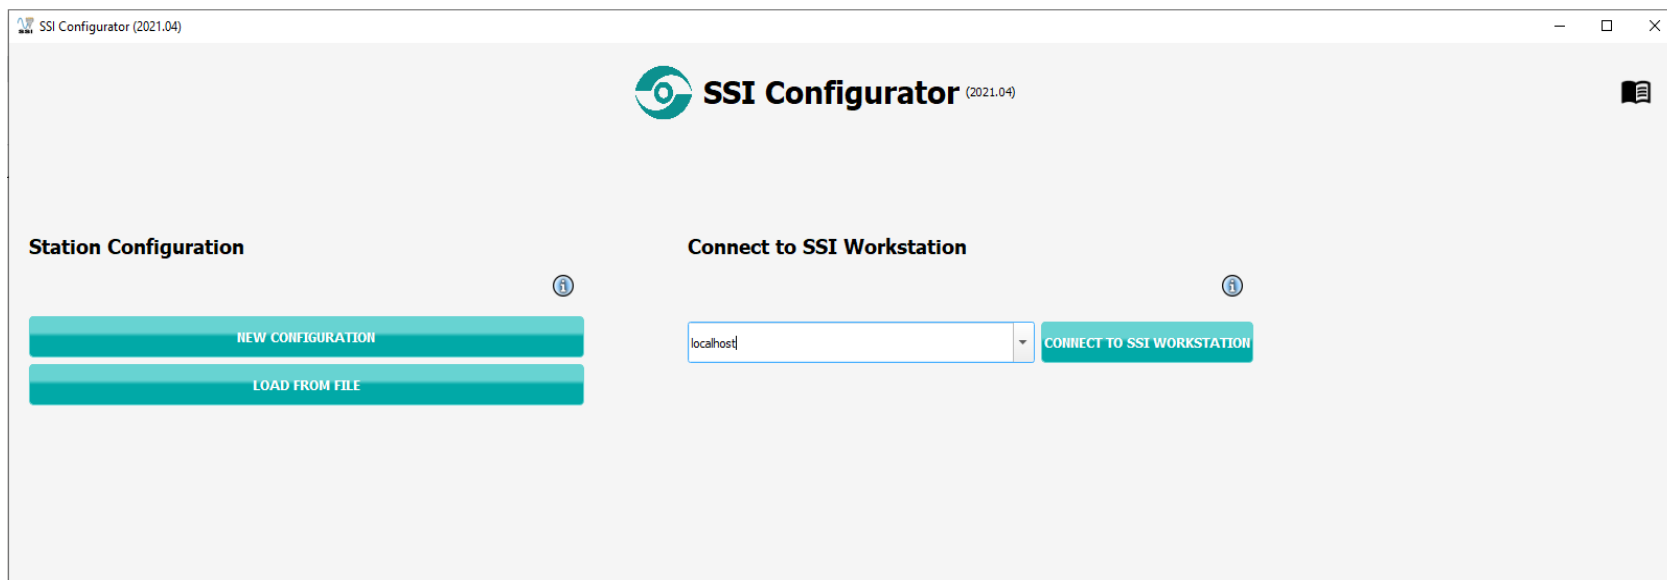 SSI Configurator (2021.04)
SSI Configurator (2021.04)
Station Configuration
NEW CONFIGURATION
LOAD FROM FILE
Connect to SSI Workstation
localhost
CONNECT TO SSI WORKSTATION